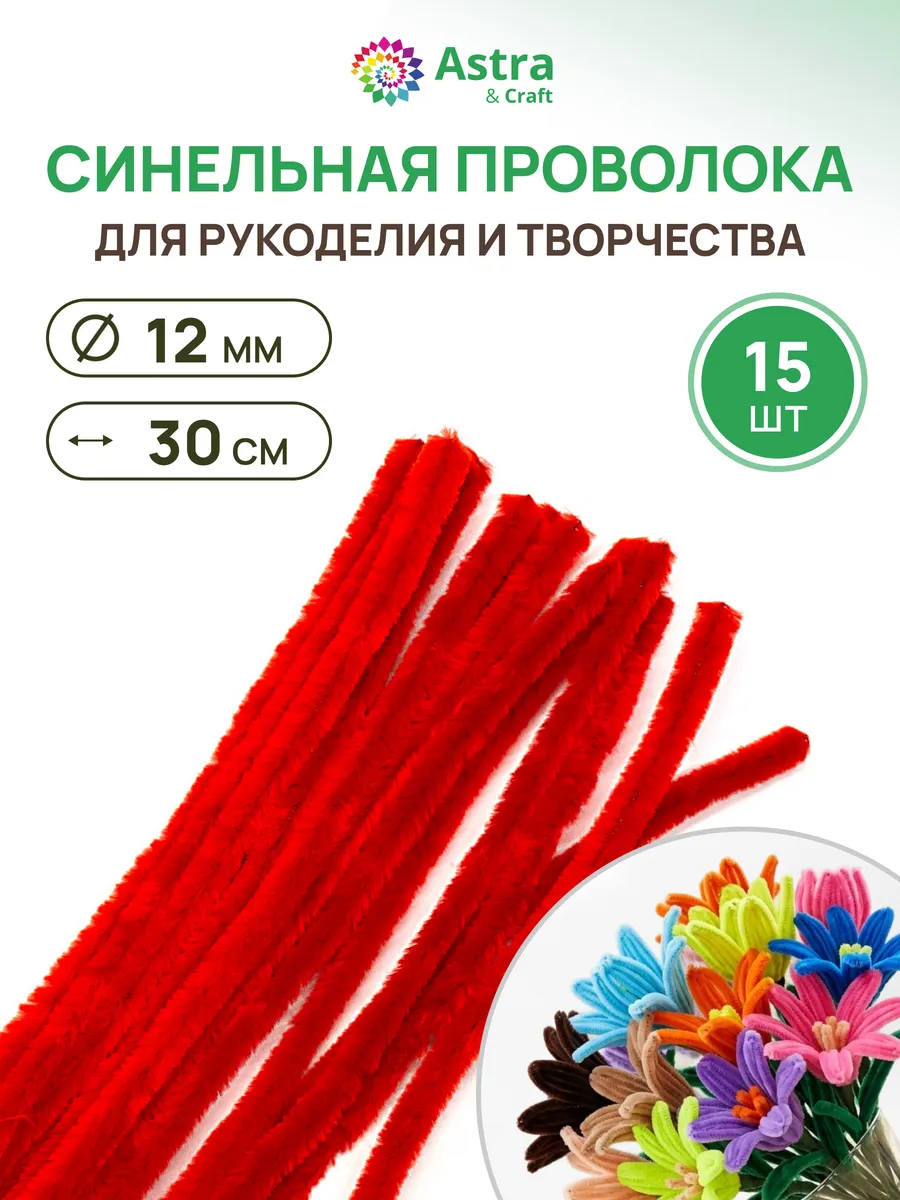 Astra
& Craft
СИНЕЛЬНАЯ ПРОВОЛОКА
ДЛЯ РУКОДЕЛИЯ И ТВОРЧЕСТВА
12 мм
30 см
15
шт